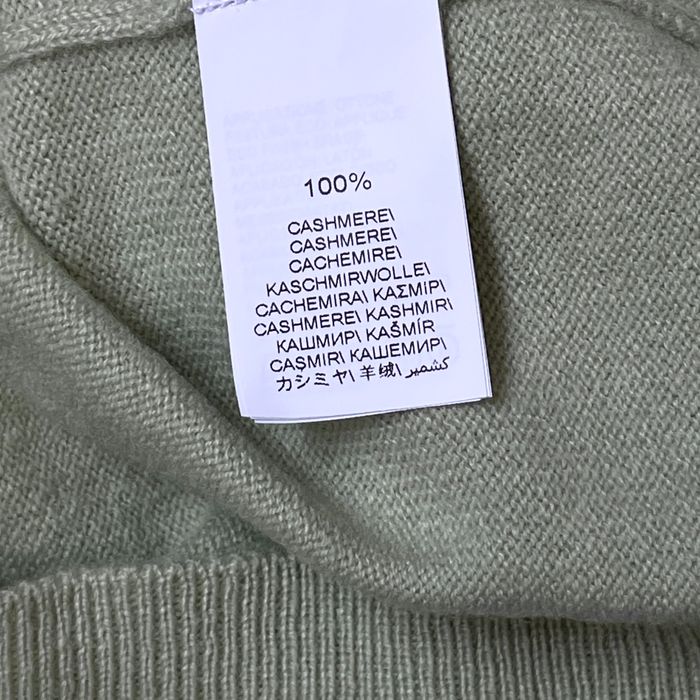 100%
CASHMERE\
CASHMERE\
CACHEMIRE\
KASCHMIRWOLLE\
CACHEMIRA\ ΚΑΣΜΙΡ\
CASHMERE\ KASHMIR\
КАШМИР\ KAŠMÍR
CAŞMIR\ КАШЕМИР\
カシミヤ\ 羊绒\ كشمير